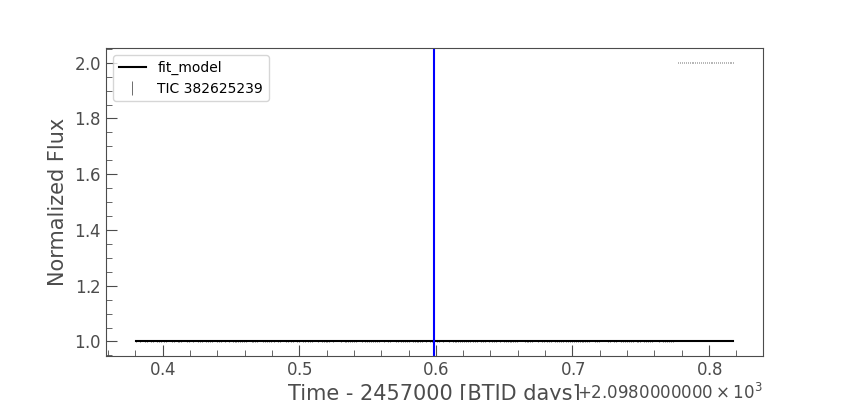 fit_model
TIC 382625239
Normalized Flux
2.0
1.8
1.6
1.4
1.2
1.0
0.4
0.5
0.6
0.7
0.8
Time - 2457000 [BTJD days]
+2.0980000000 × 10³